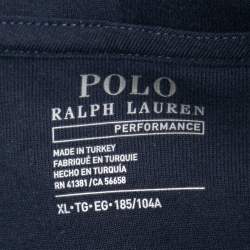 POLO
RALPH LAUREN
PERFORMANCE
MADE IN TURKEY
FABRIQUÉ EN TURQUIE
HECHO EN TURQUIA
RN 41381 / CA 56658
XL•TG•EG•185/104A